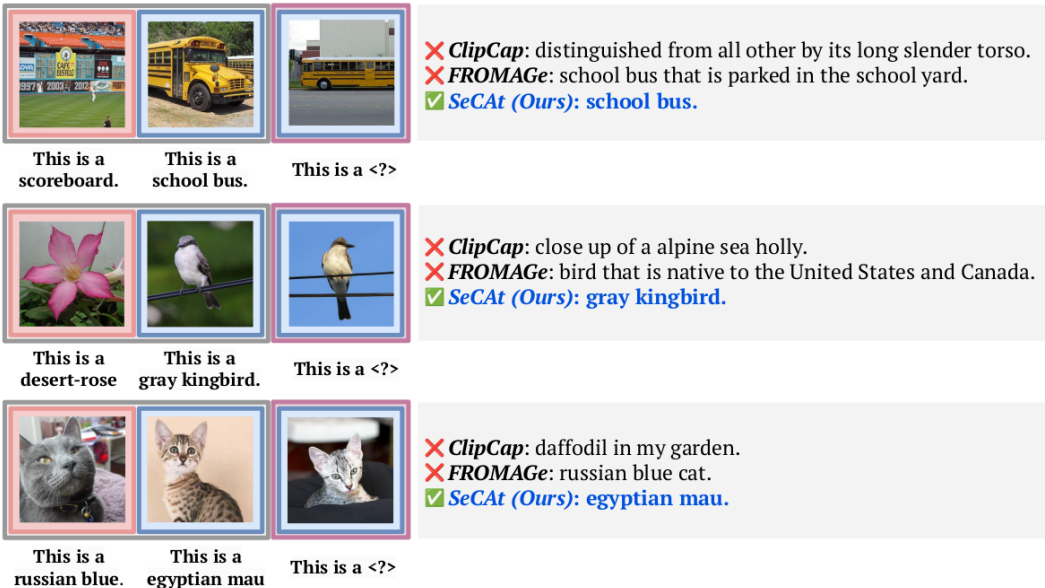 ❌ ClipCap: distinguished from all other by its long slender torso.
❌ FROMAGe: school bus that is parked in the school yard.
✅ SeCAt (Ours): school bus.
This is a
scoreboard.
This is a
school bus.
This is a <?>
❌ ClipCap: close up of a alpine sea holly.
❌ FROMAGe: bird that is native to the United States and Canada.
✅ SeCAt (Ours): gray kingbird.
This is a
desert-rose
This is a
gray kingbird.
This is a <?>
❌ ClipCap: daffodil in my garden.
❌ FROMAGe: russian blue cat.
✅ SeCAt (Ours): egyptian mau.
This is a
russian blue.
This is a
egyptian mau
This is a <?>